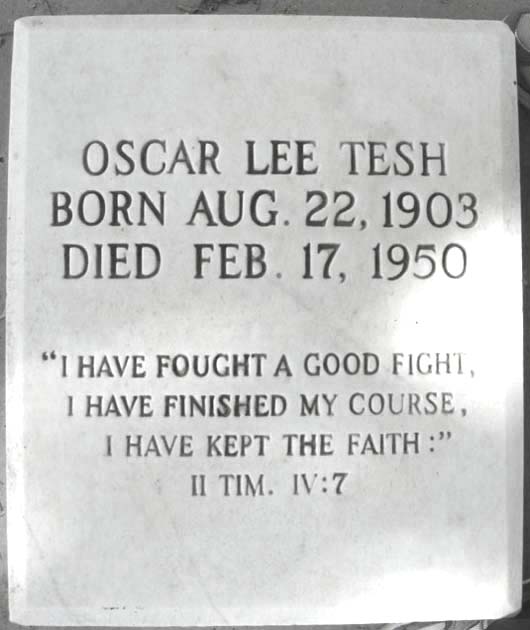 OSCAR LEE TESH
BORN AUG. 22, 1903
DIED FEB. 17, 1950
“I HAVE FOUGHT A GOOD FIGHT,
I HAVE FINISHED MY COURSE,
I HAVE KEPT THE FAITH:”
II TIM. IV:7